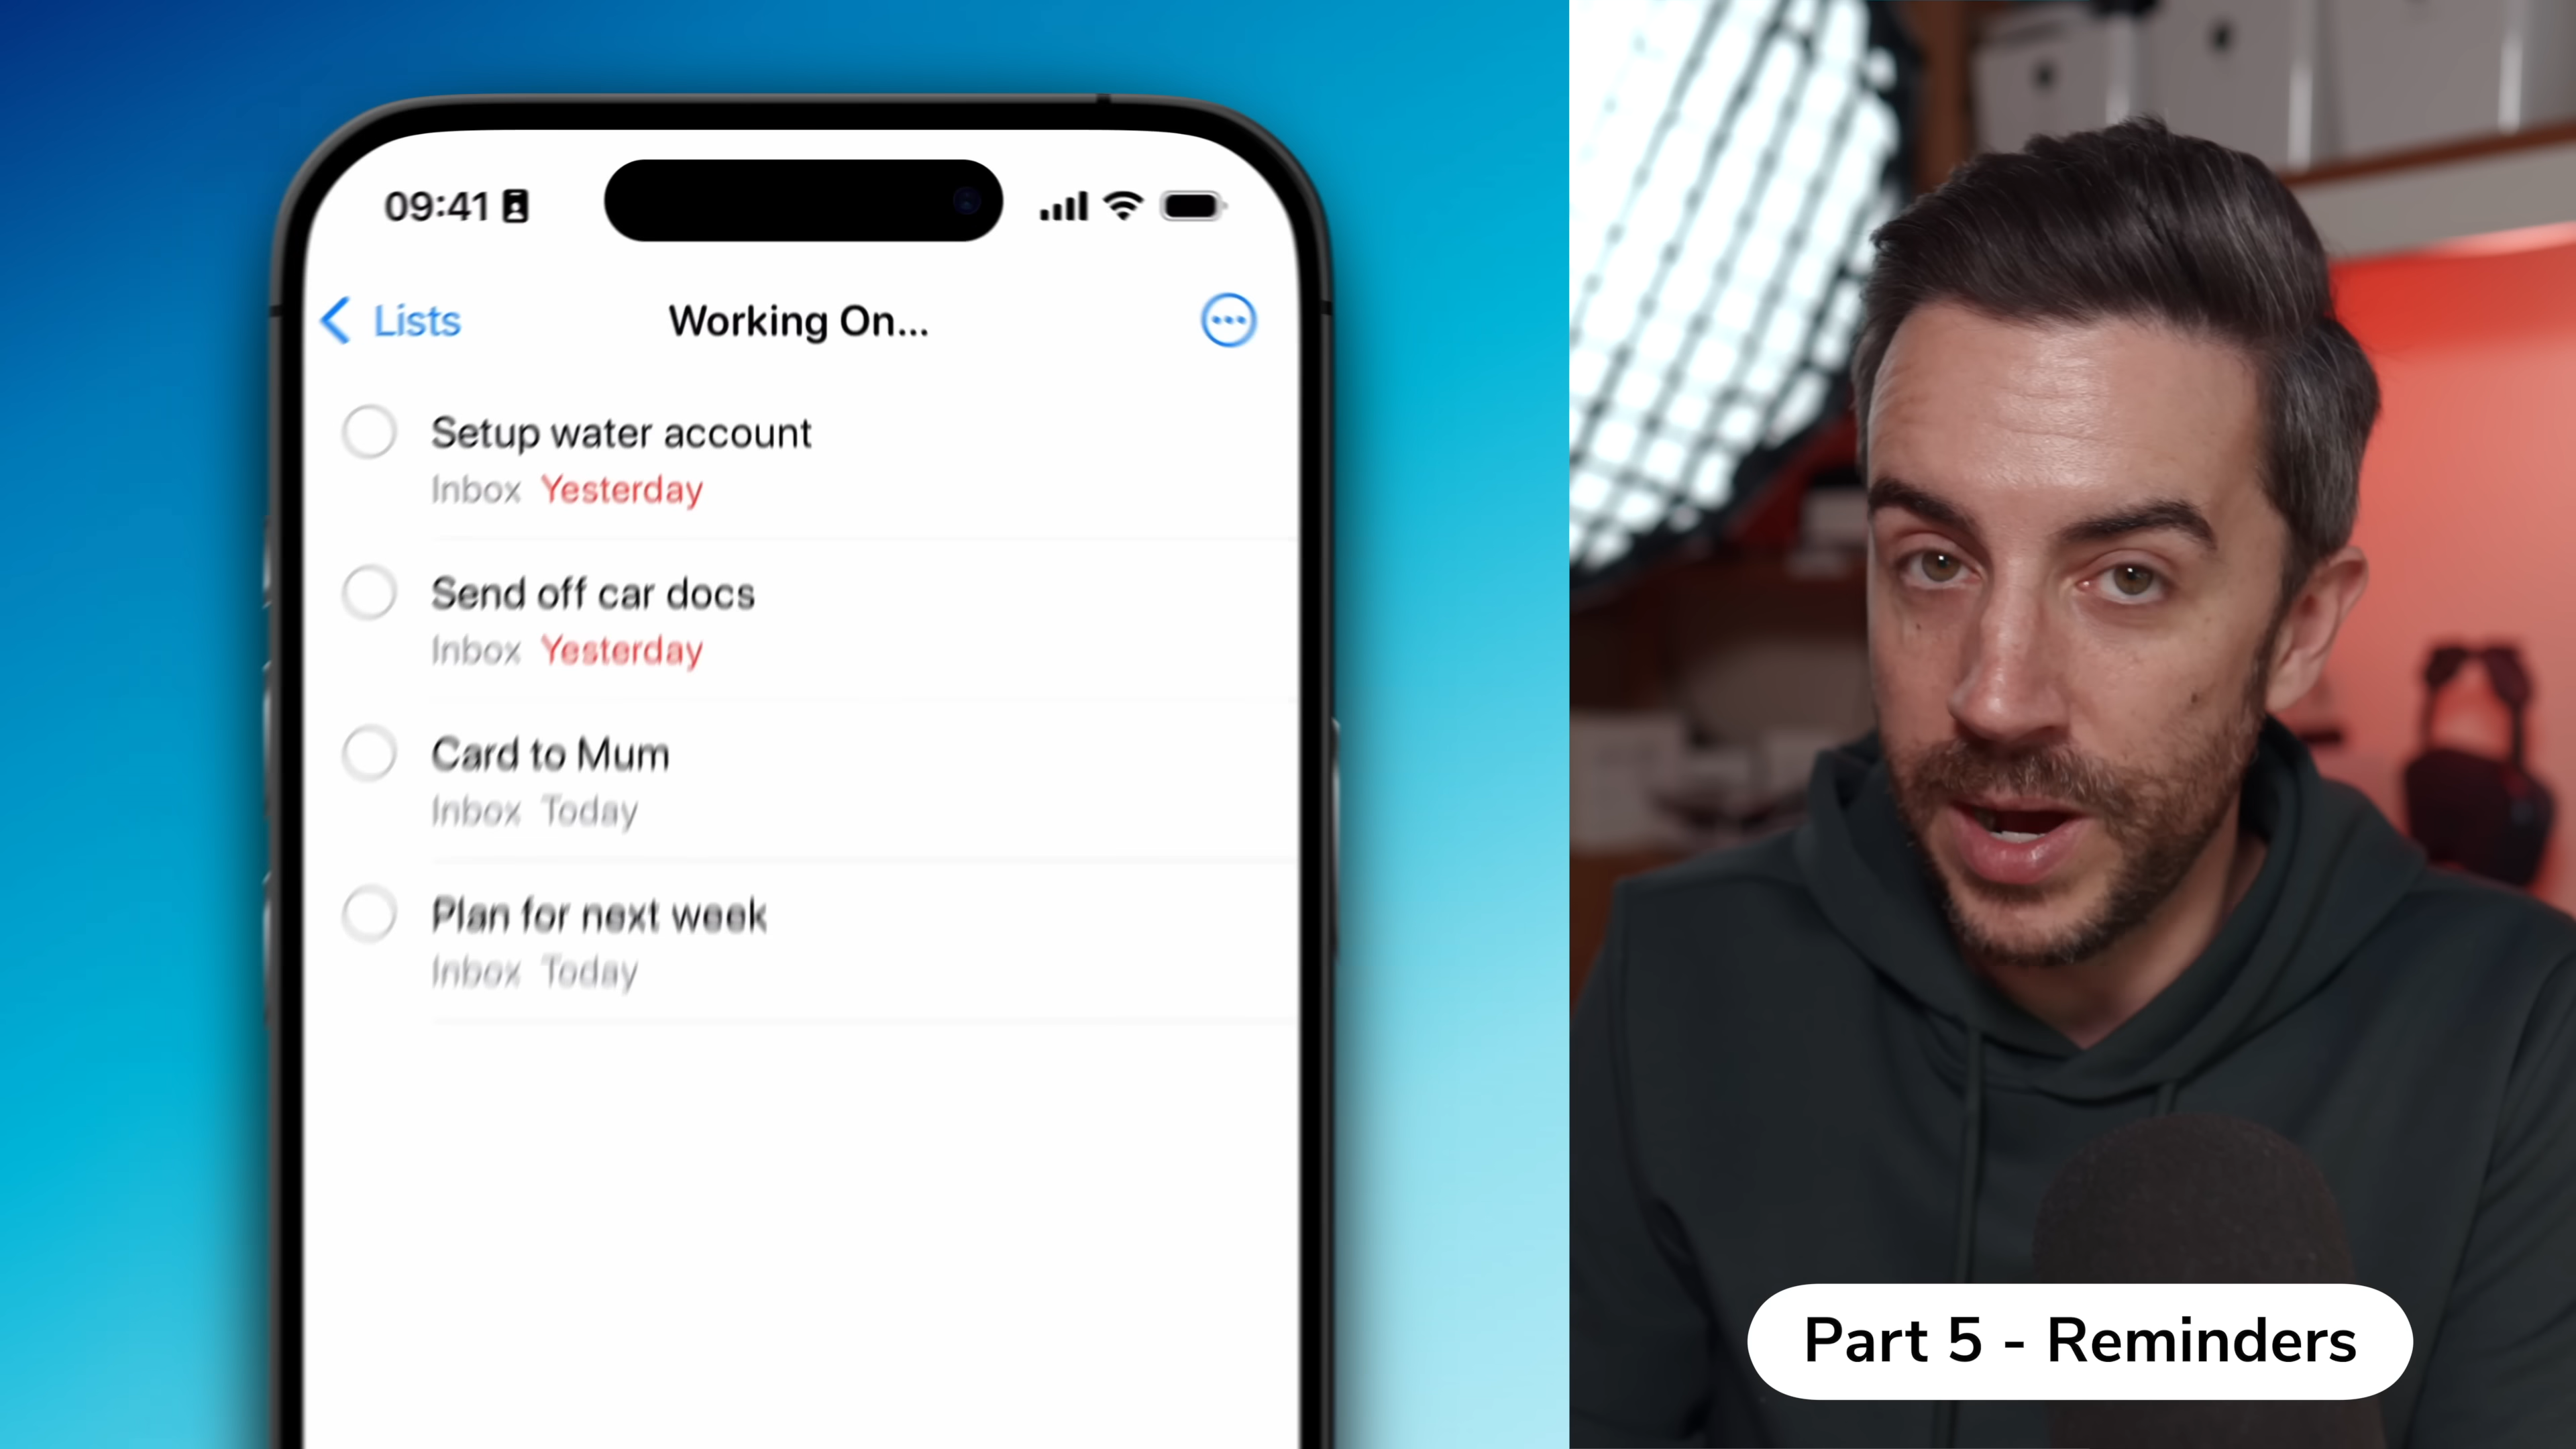 09:41
Lists
Working On...
Setup water account
Inbox Yesterday
Send off car docs
Inbox Yesterday
Card to Mum
Inbox Today
Plan for next week
Inbox Today
Part 5 - Reminders